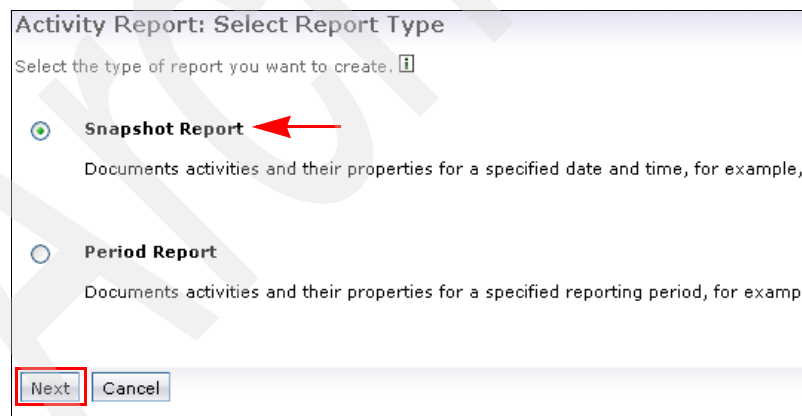 Activity Report: Select Report Type
Select the type of report you want to create. i
Snapshot Report
Documents activities and their properties for a specified date and time, for example,
Period Report
Documents activities and their properties for a specified reporting period, for examp
Next Cancel